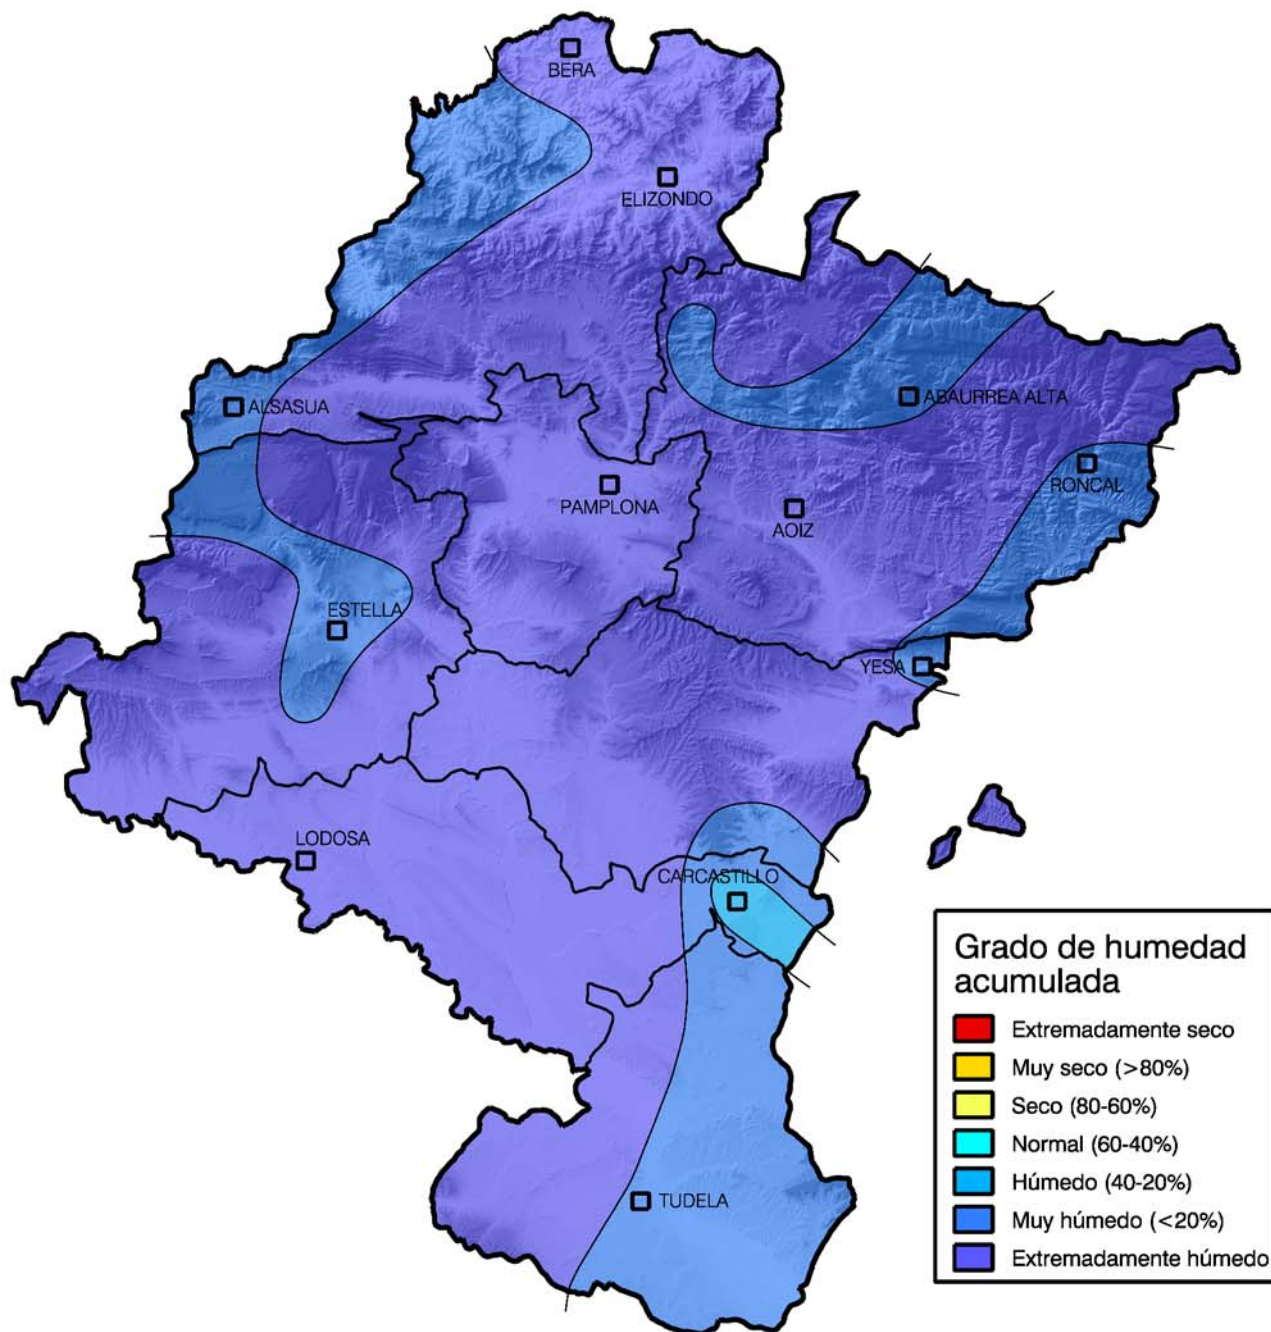 BERA
ELIZONDO
ABAURREA ALTA
ALSASUA
RONCAL
PAMPLONA
AOIZ
ESTELLA
YESA
LODOSA
CARCASTILLO
TUDELA
Grado de humedad
acumulada
Extremadamente seco
Muy seco (>80%)
Seco (80-60%)
Normal (60-40%)
Húmedo (40-20%)
Muy húmedo (<20%)
Extremadamente húmedo